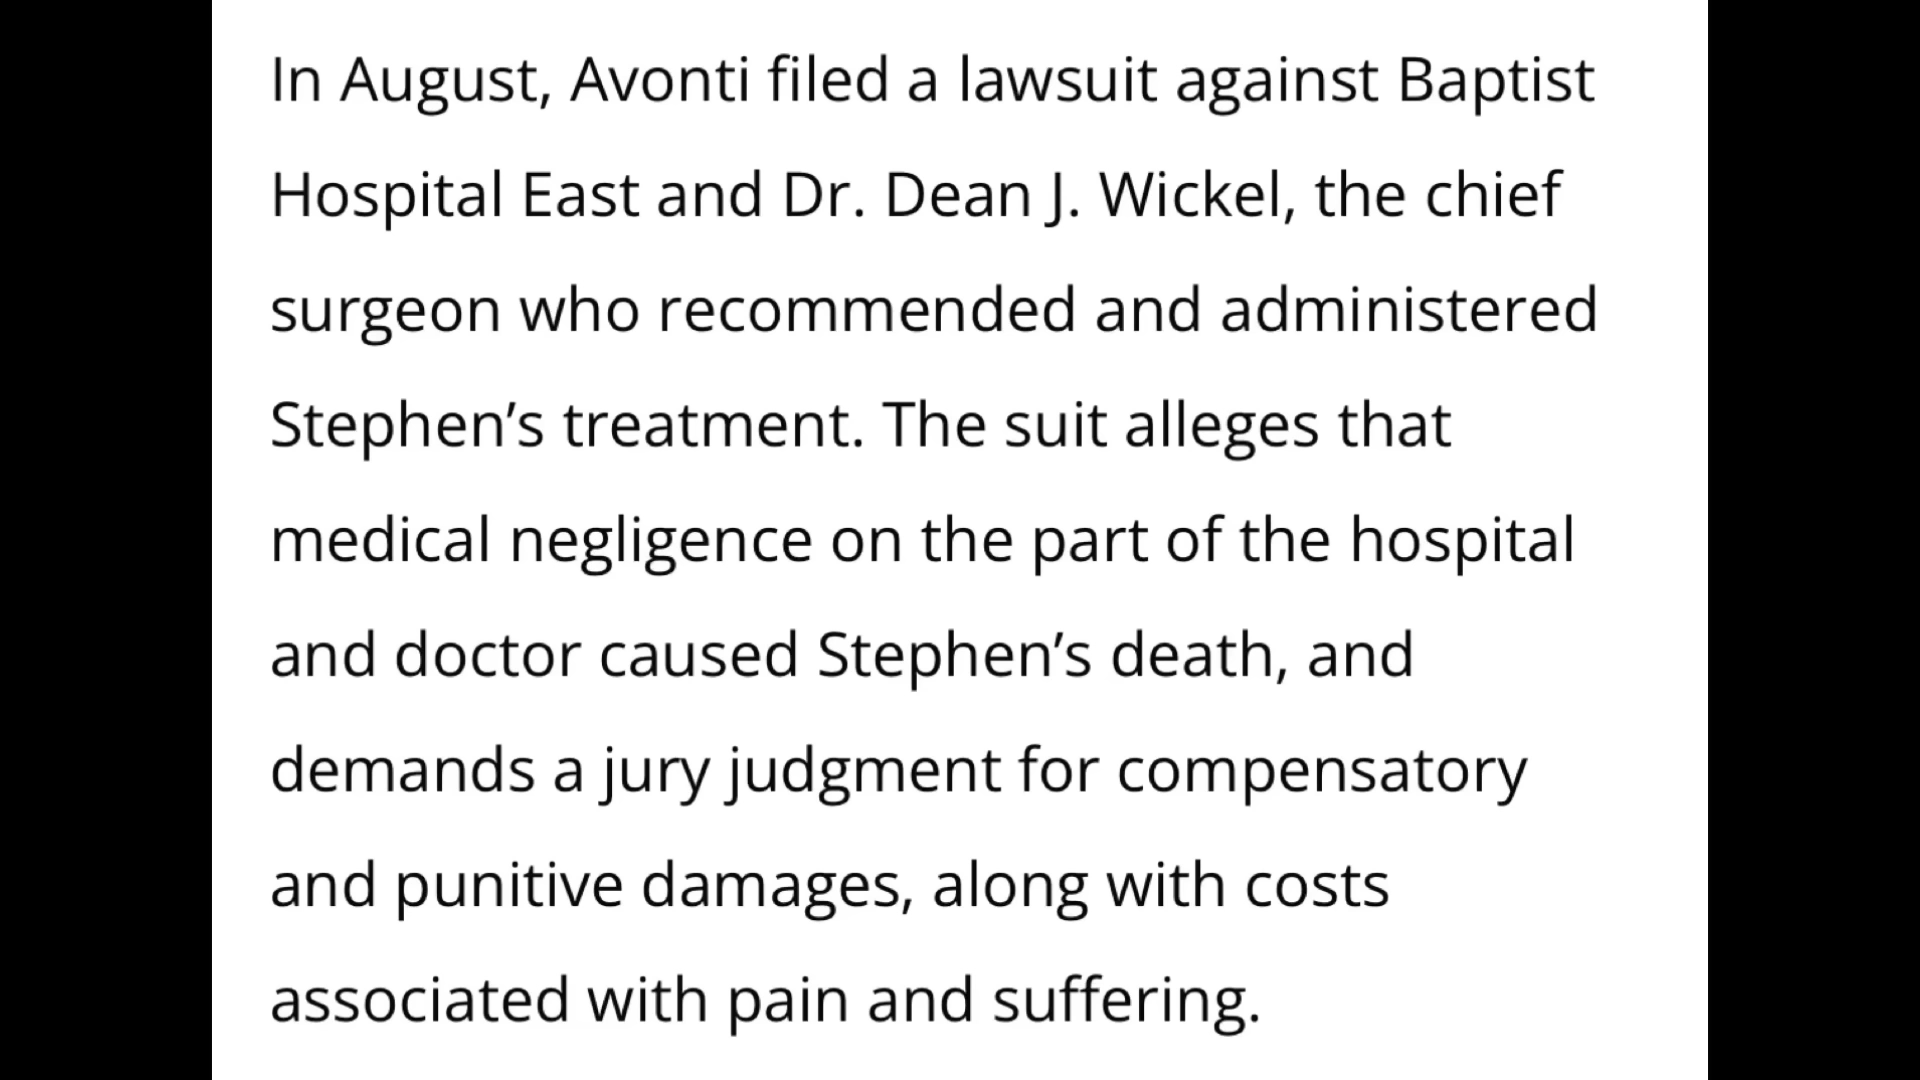 In August, Avonti filed a lawsuit against Baptist
Hospital East and Dr. Dean J. Wickel, the chief
surgeon who recommended and administered
Stephen’s treatment. The suit alleges that
medical negligence on the part of the hospital
and doctor caused Stephen’s death, and
demands a jury judgment for compensatory
and punitive damages, along with costs
associated with pain and suffering.